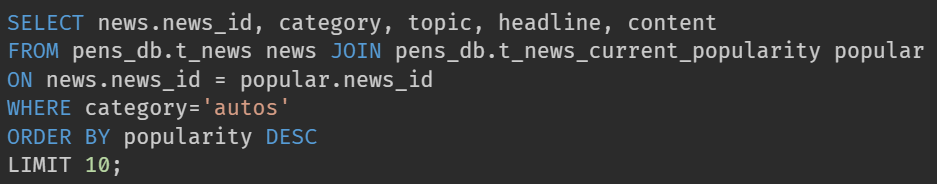 SELECT news.news_id, category, topic, headline, content
FROM pens_db.t_news news JOIN pens_db.t_news_current_popularity popular
ON news.news_id = popular.news_id
WHERE category='autos'
ORDER BY popularity DESC
LIMIT 10;